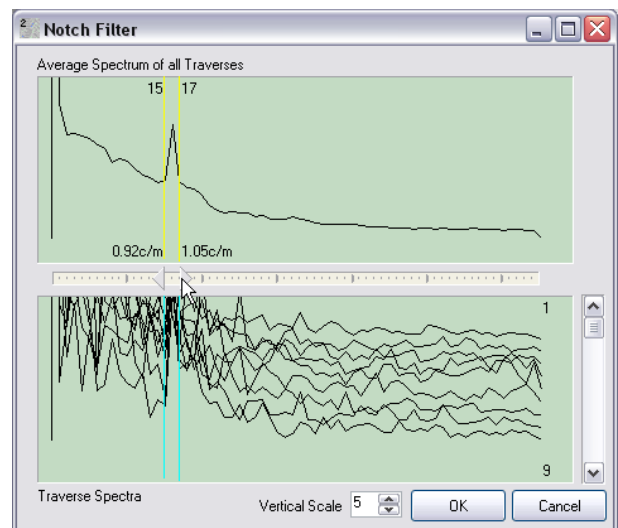 2 Notch Filter
Average Spectrum of all Traverses
15 17
0.92c/m 1.05c/m
1
9
Traverse Spectra
Vertical Scale 5 OK Cancel